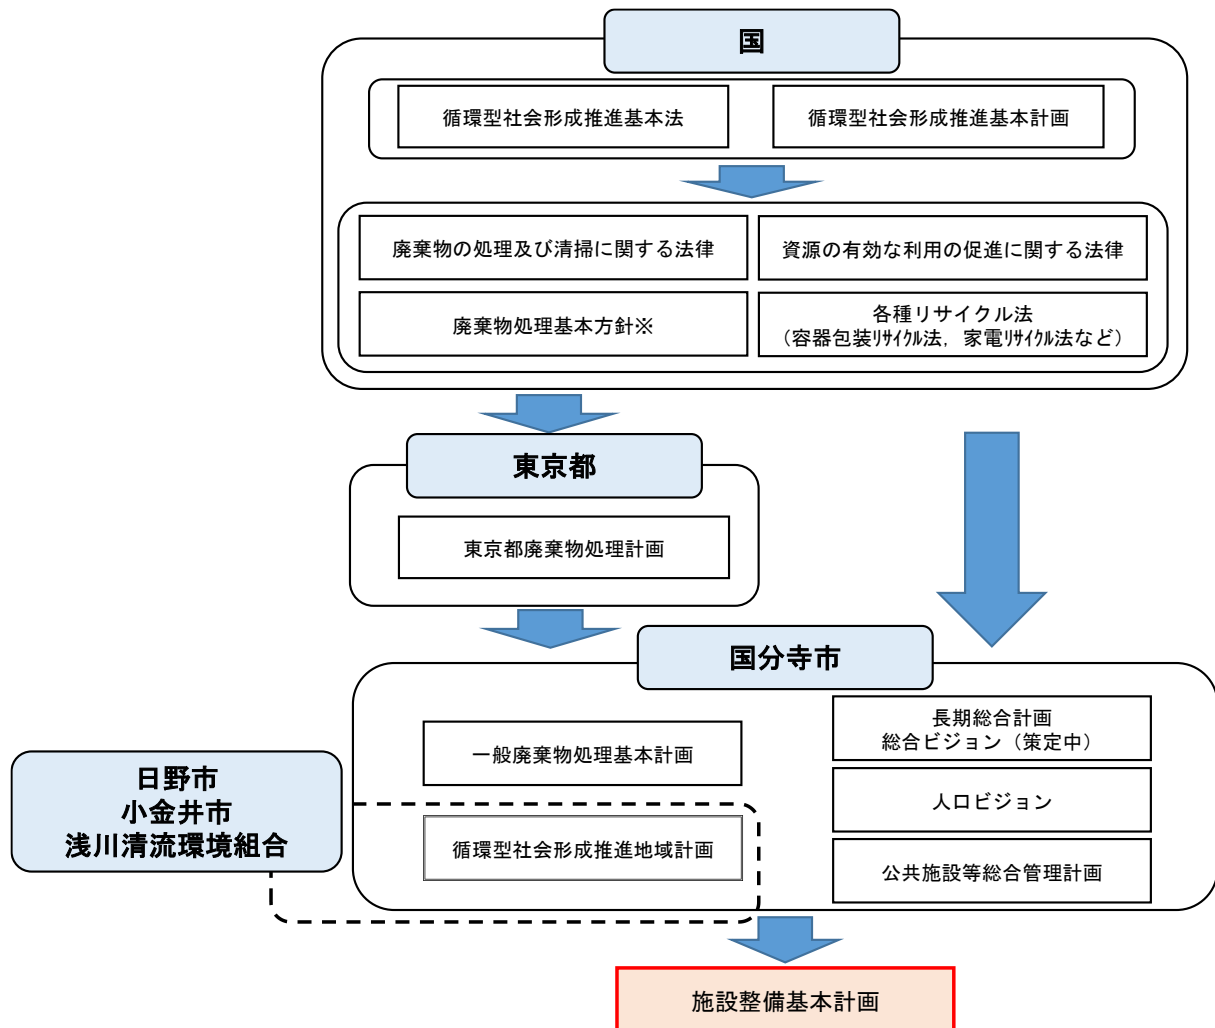 国
循環型社会形成推進基本法
循環型社会形成推進基本計画
廃棄物の処理及び清掃に関する法律
資源の有効な利用の促進に関する法律
廃棄物処理基本方針※
各種リサイクル法
（容器包装ﾘｻｲｸﾙ法，家電ﾘｻｲｸﾙ法など）
東京都
東京都廃棄物処理計画
国分寺市
一般廃棄物処理基本計画
長期総合計画
総合ビジョン（策定中）
人口ビジョン
日野市
小金井市
浅川清流環境組合
循環型社会形成推進地域計画
公共施設等総合管理計画
施設整備基本計画